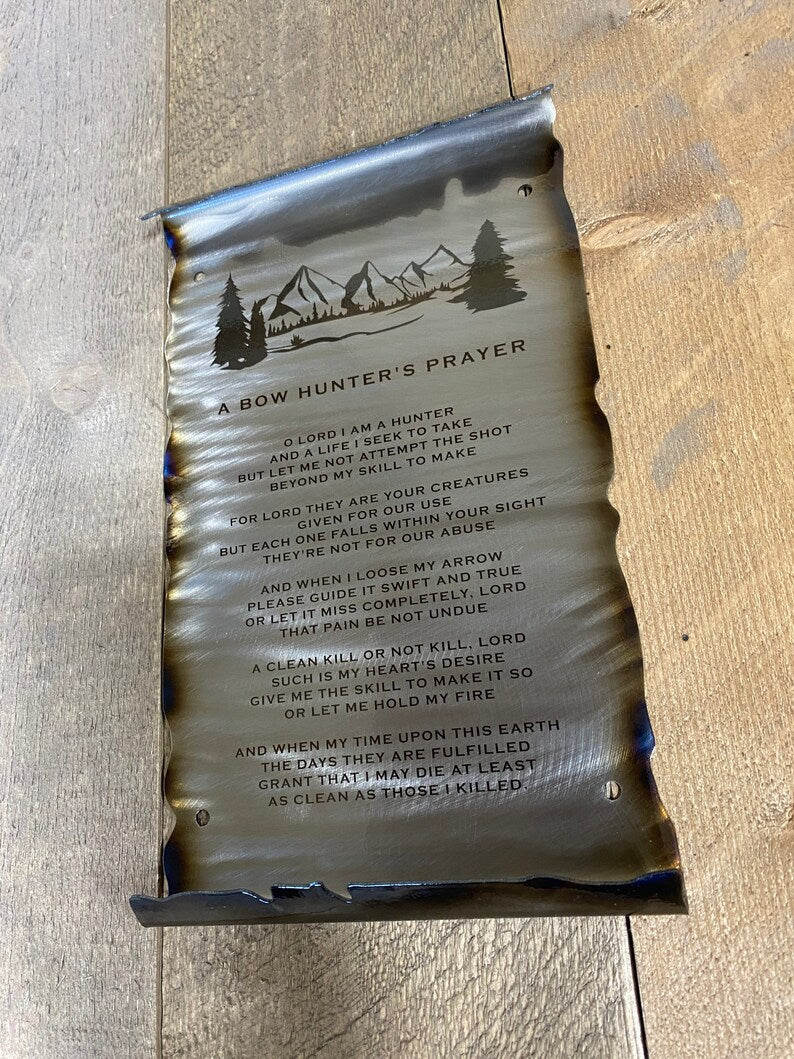 A BOW HUNTER'S PRAYER
O LORD I AM A HUNTER
AND A LIFE I SEEK TO TAKE
BUT LET ME NOT ATTEMPT THE SHOT
BEYOND MY SKILL TO MAKE
FOR LORD THEY ARE YOUR CREATURES
GIVEN FOR OUR USE
BUT EACH ONE FALLS WITHIN YOUR SIGHT
THEY'RE NOT FOR OUR ABUSE
AND WHEN I LOOSE MY ARROW
PLEASE GUIDE IT SWIFT AND TRUE
OR LET IT MISS COMPLETELY, LORD
THAT PAIN BE NOT UNDUE
A CLEAN KILL OR NOT KILL, LORD
SUCH IS MY HEART'S DESIRE
GIVE ME THE SKILL TO MAKE IT SO
OR LET ME HOLD MY FIRE
AND WHEN MY TIME UPON THIS EARTH
THE DAYS THEY ARE FULFILLED
GRANT THAT I MAY DIE AT LEAST
AS CLEAN AS THOSE I KILLED.